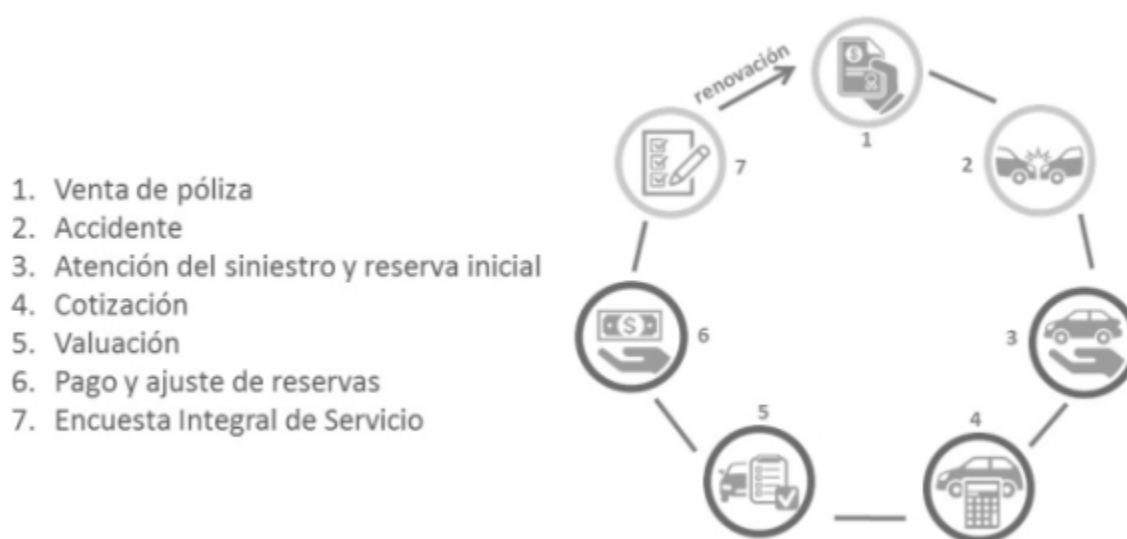 1. Venta de póliza
2. Accidente
3. Atención del siniestro y reserva inicial
4. Cotización
5. Valuación
6. Pago y ajuste de reservas
7. Encuesta Integral de Servicio
renovación
$
1
2
3
4
5
$
6
7